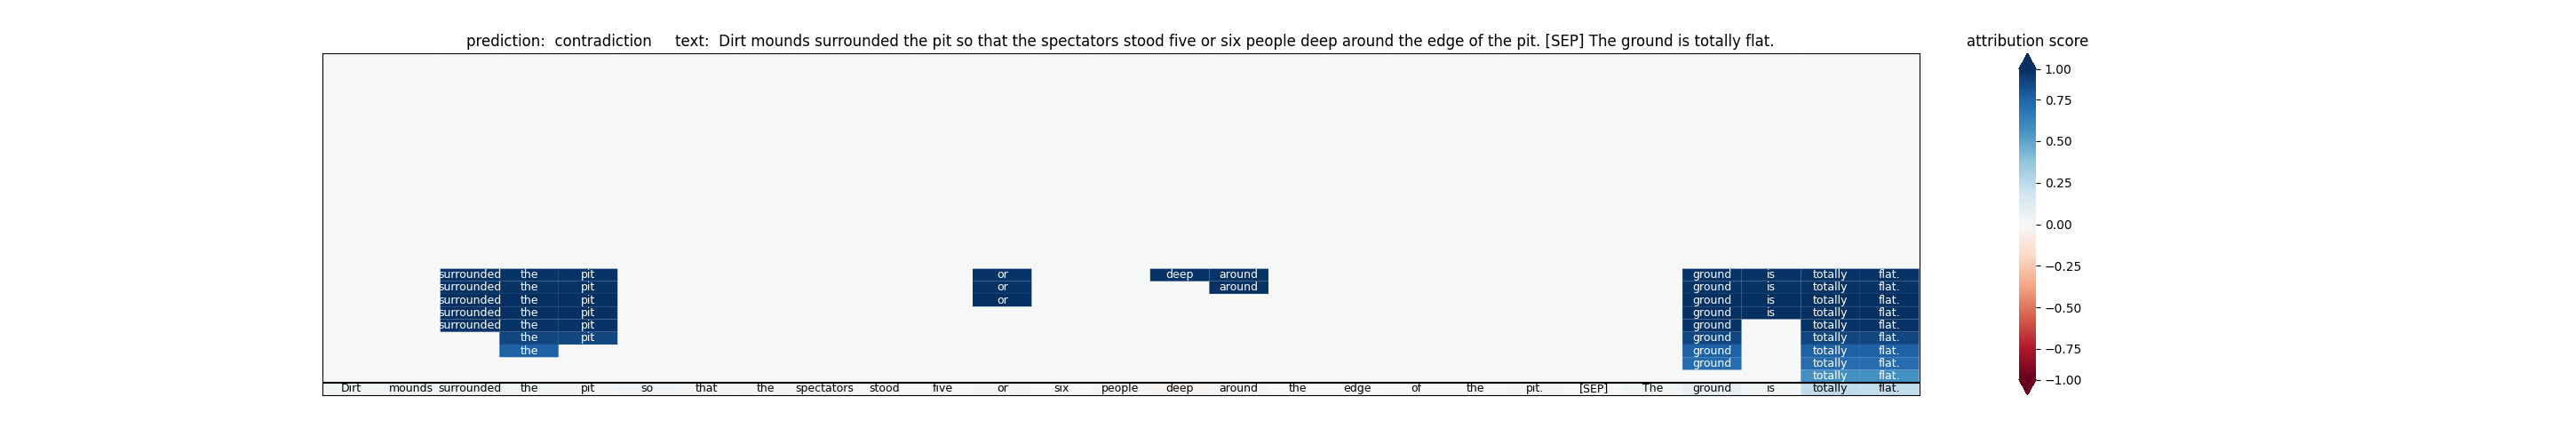 prediction: contradiction text: Dirt mounds surrounded the pit so that the spectators stood five or six people deep around the edge of the pit. [SEP] The ground is totally flat.
attribution score
1.00
0.75
0.50
0.25
0.00
−0.25
−0.50
−0.75
−1.00
surrounded the pit or deep around ground is totally flat.
surrounded the pit or around ground is totally flat.
surrounded the pit or ground is totally flat.
surrounded the pit ground is totally flat.
surrounded the pit ground totally flat.
the pit ground totally flat.
the ground totally flat.
ground totally flat.
totally flat.
Dirt mounds surrounded the pit so that the spectators stood five or six people deep around the edge of the pit. [SEP] The ground is totally flat.